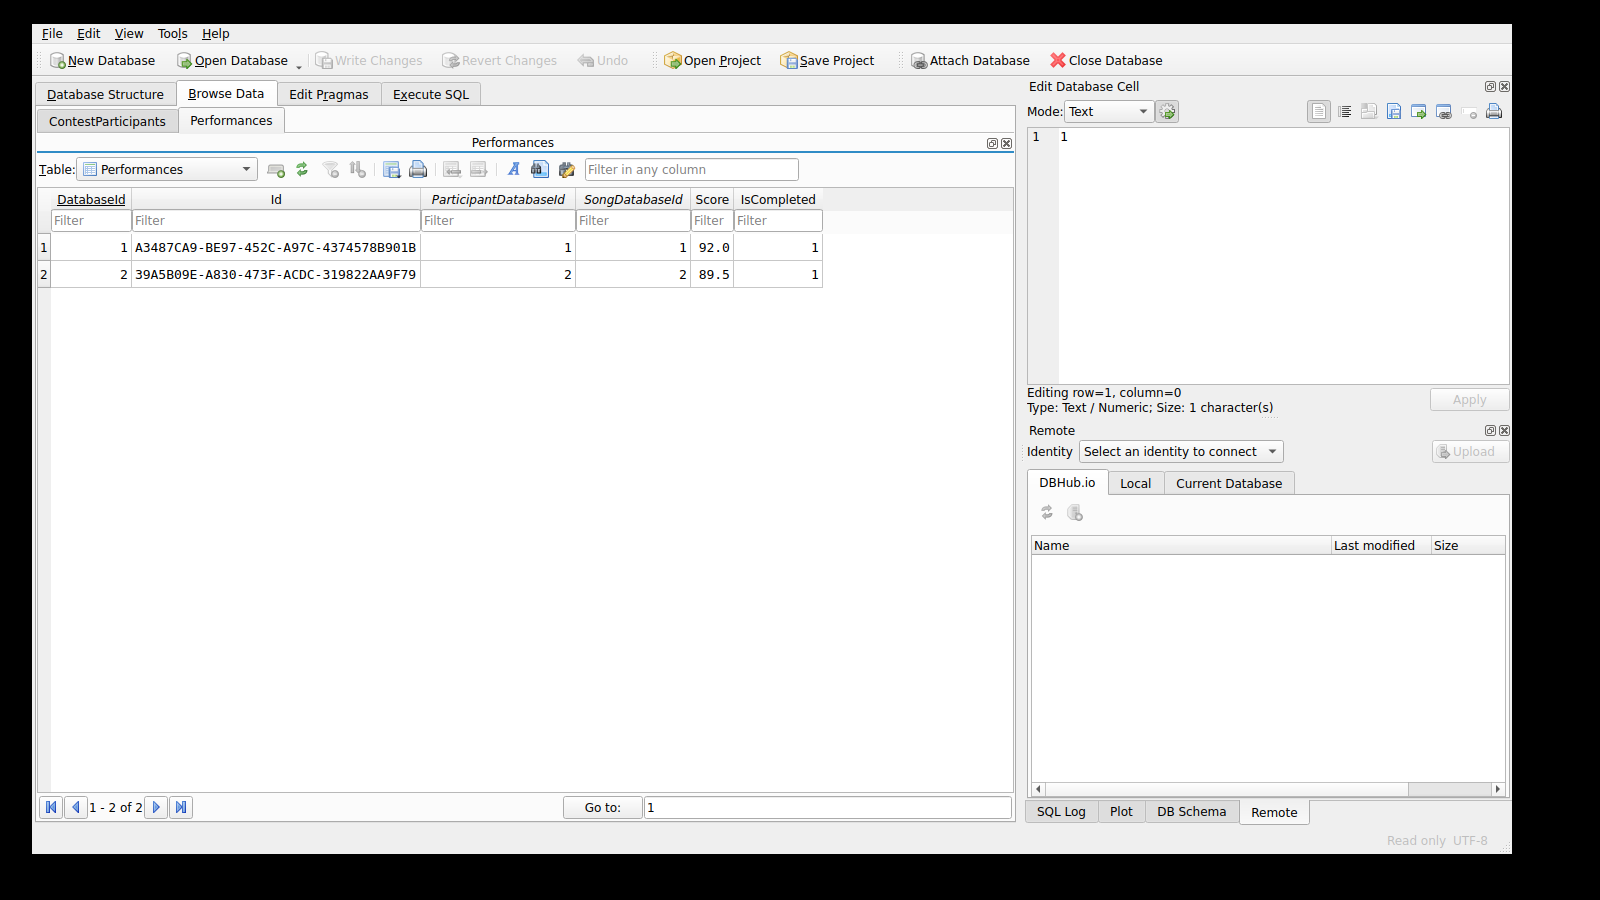 File Edit View Tools Help
New Database Open Database Write Changes Revert Changes Undo Open Project Save Project Attach Database Close Database
Database Structure Browse Data Edit Pragmas Execute SQL
ContestParticipants Performances
Performances
Table: Performances Filter in any column
DatabaseId Id ParticipantDatabaseId SongDatabaseId Score IsCompleted
Filter Filter Filter Filter Filter Filter
1 1 A3487CA9-BE97-452C-A97C-4374578B901B 1 1 92.0 1
2 2 39A5B09E-A830-473F-ACDC-319822AA9F79 2 2 89.5 1
1 - 2 of 2 Go to: 1
Edit Database Cell
Mode: Text
1 1
Editing row=1, column=0
Type: Text / Numeric; Size: 1 character(s)
Apply
Remote
Identity Select an identity to connect Upload
DBHub.io Local Current Database
Name Last modified Size
SQL Log Plot DB Schema Remote
Read only UTF-8